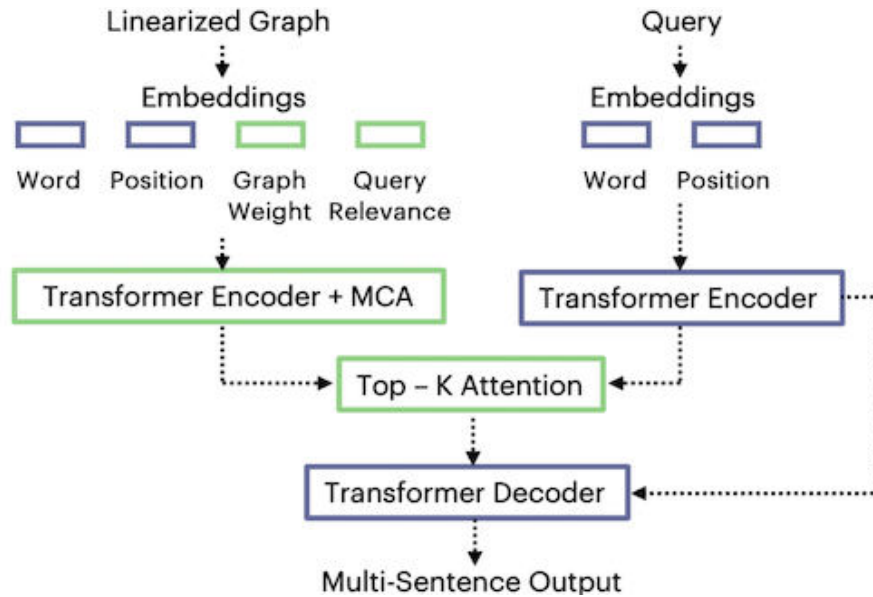 Linearized Graph
Query
Embeddings
Embeddings
Word
Position
Graph
Weight
Query
Relevance
Word
Position
Transformer Encoder + MCA
Transformer Encoder
Top – K Attention
Transformer Decoder
Multi-Sentence Output